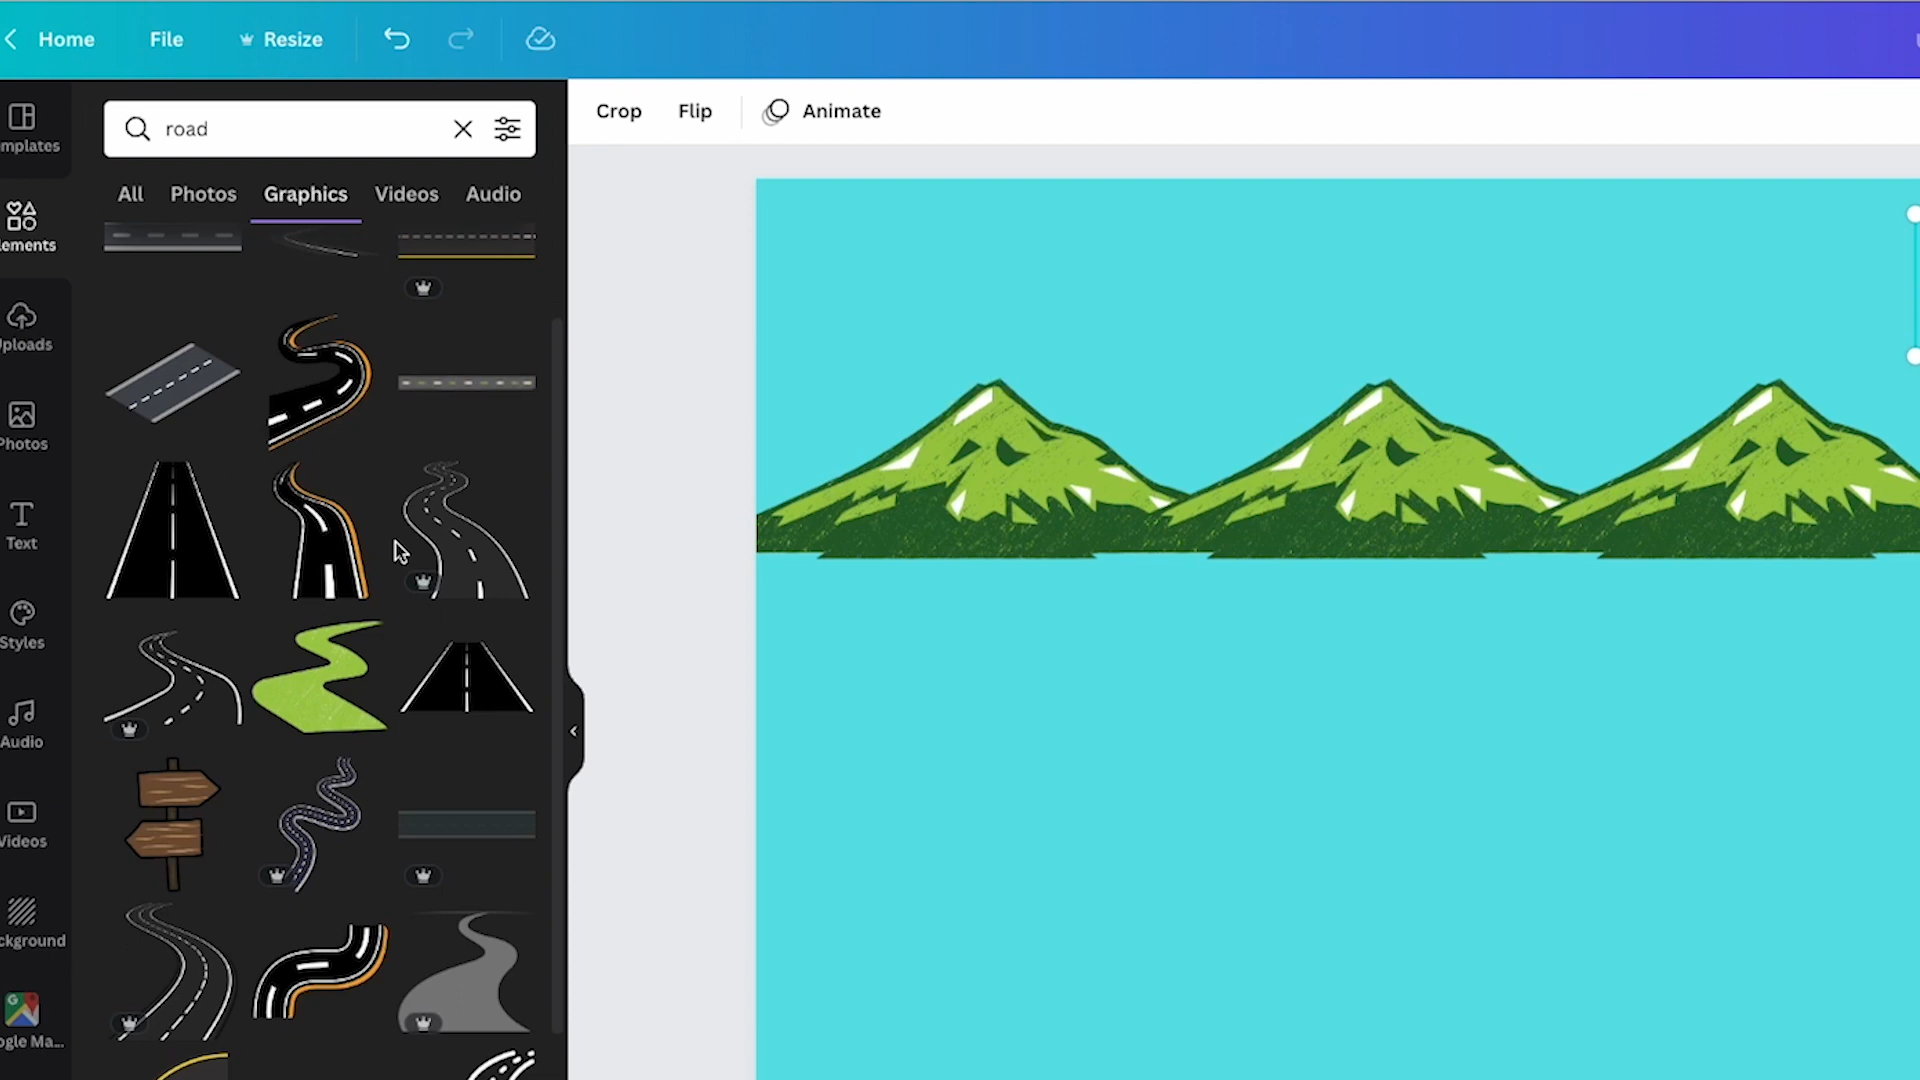 Home File Resize
road
Crop Flip Animate
All Photos Graphics Videos Audio
mplates
lements
ploads
Photos
Text
Styles
Audio
Videos
ckground
ogle Ma...